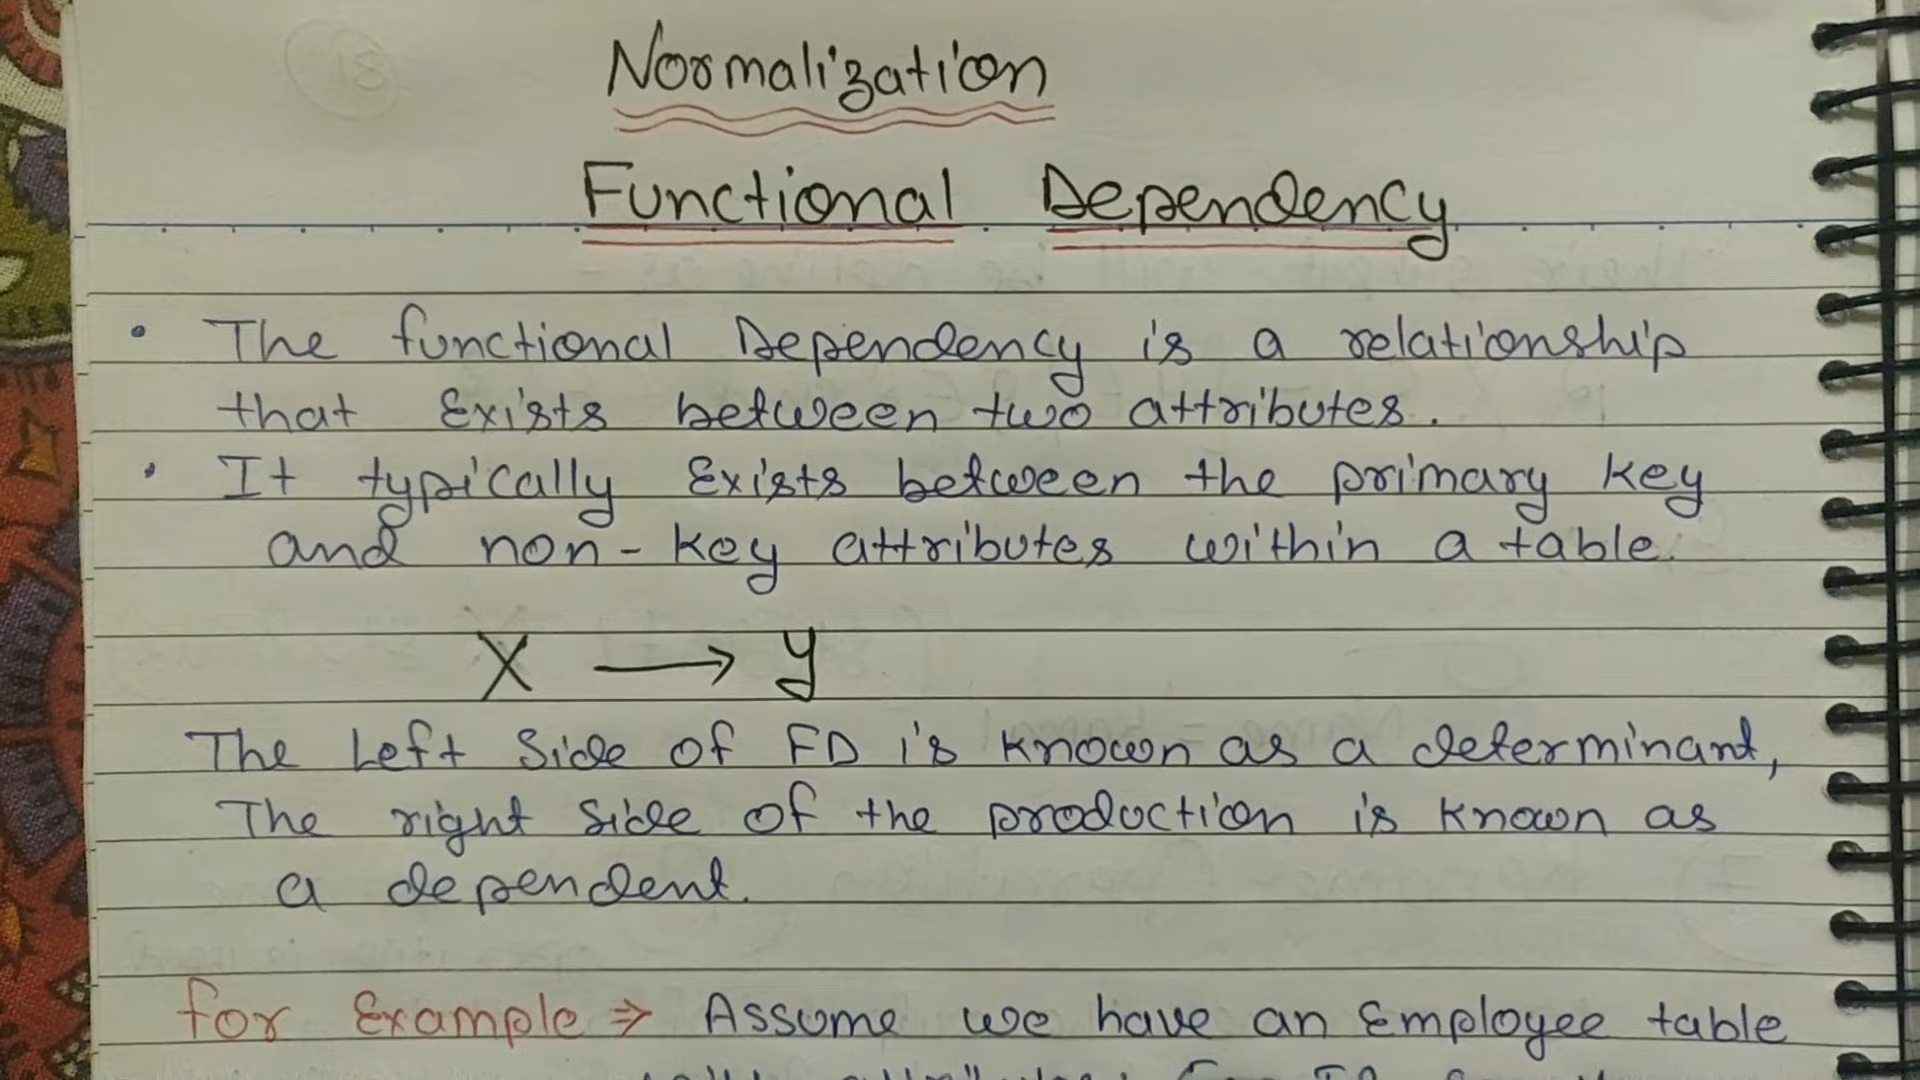 Normalization
Functional Dependency
• The functional Dependency is a relationship
that Exists between two attributes.
• It typically Exists between the primary key
and non-key attributes within a table.
X → y
The Left Side of FD is known as a determinant,
The right side of the production is known as
a dependent.
for Example ⇒ Assume we have an Employee table